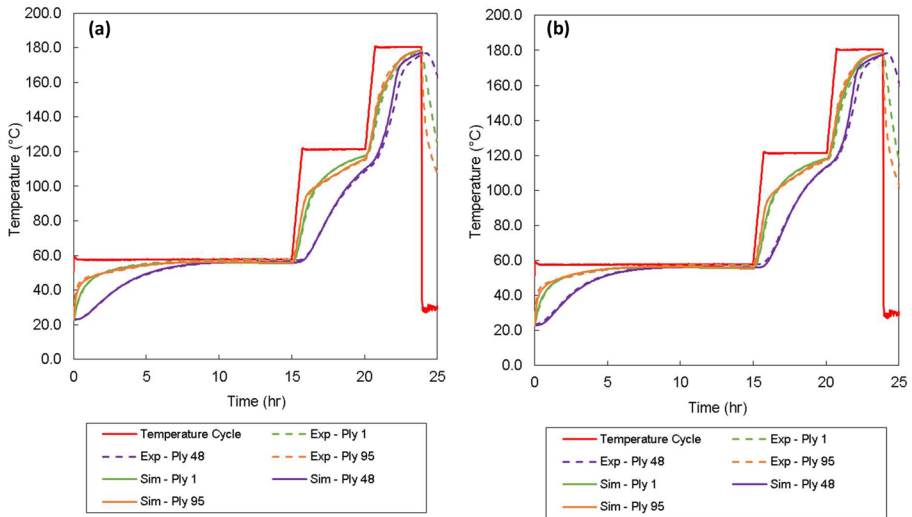 (a)
Temperature (°C)
200.0
180.0
160.0
140.0
120.0
100.0
80.0
60.0
40.0
20.0
0.0
0 5 10 15 20 25
Time (hr)
Temperature Cycle Exp - Ply 1
Exp - Ply 48 Exp - Ply 95
Sim - Ply 1 Sim - Ply 48
Sim - Ply 95
(b)
Temperature (°C)
200.0
180.0
160.0
140.0
120.0
100.0
80.0
60.0
40.0
20.0
0.0
0 5 10 15 20 25
Time (hr)
Temperature Cycle Exp - Ply 1
Exp - Ply 48 Exp - Ply 95
Sim - Ply 1 Sim - Ply 48
Sim - Ply 95